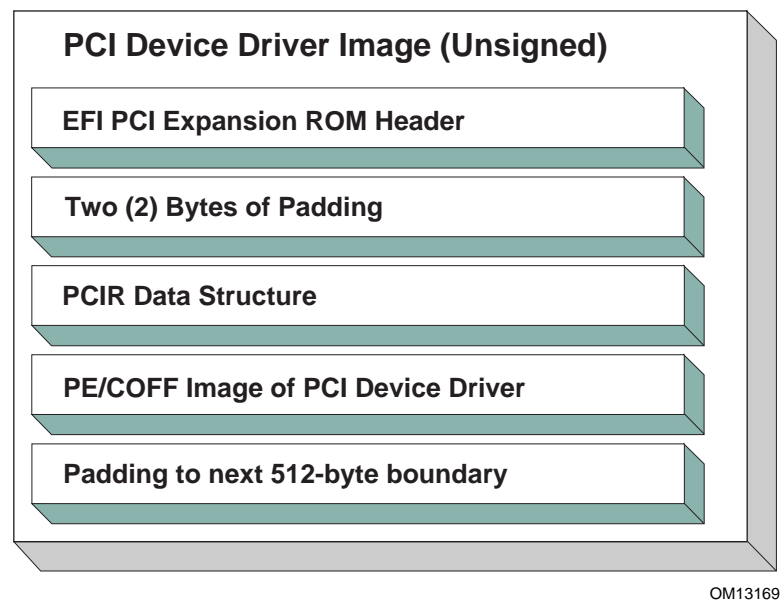 PCI Device Driver Image (Unsigned)
EFI PCI Expansion ROM Header
Two (2) Bytes of Padding
PCIR Data Structure
PE/COFF Image of PCI Device Driver
Padding to next 512-byte boundary
OM13169